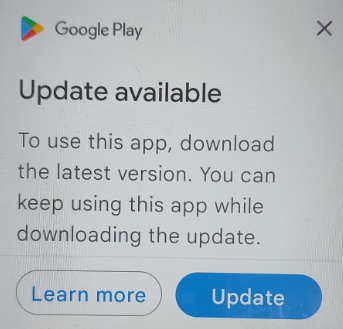 Google Play
Update available
To use this app, download
the latest version. You can
keep using this app while
downloading the update.
Learn more
Update